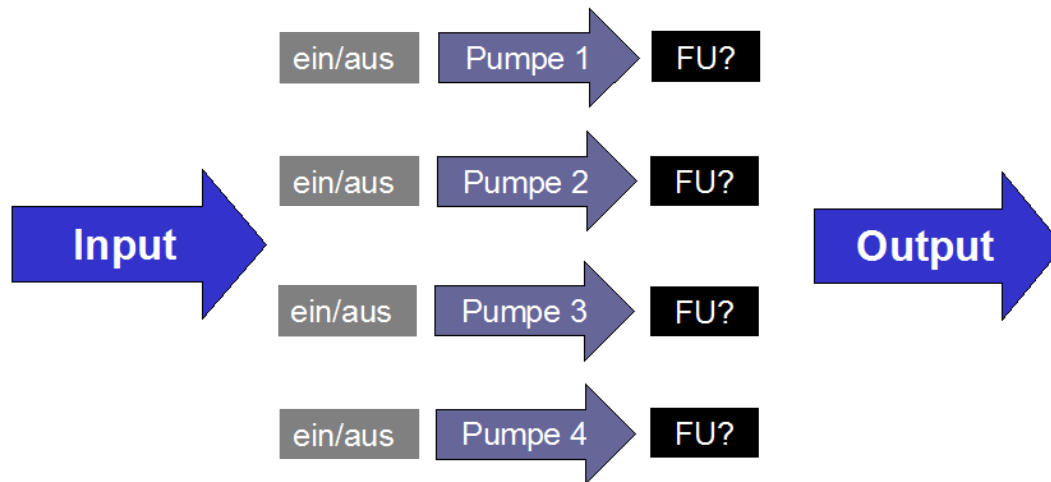 ein/aus Pumpe 1 FU?
ein/aus Pumpe 2 FU?
Input
Output
ein/aus Pumpe 3 FU?
ein/aus Pumpe 4 FU?